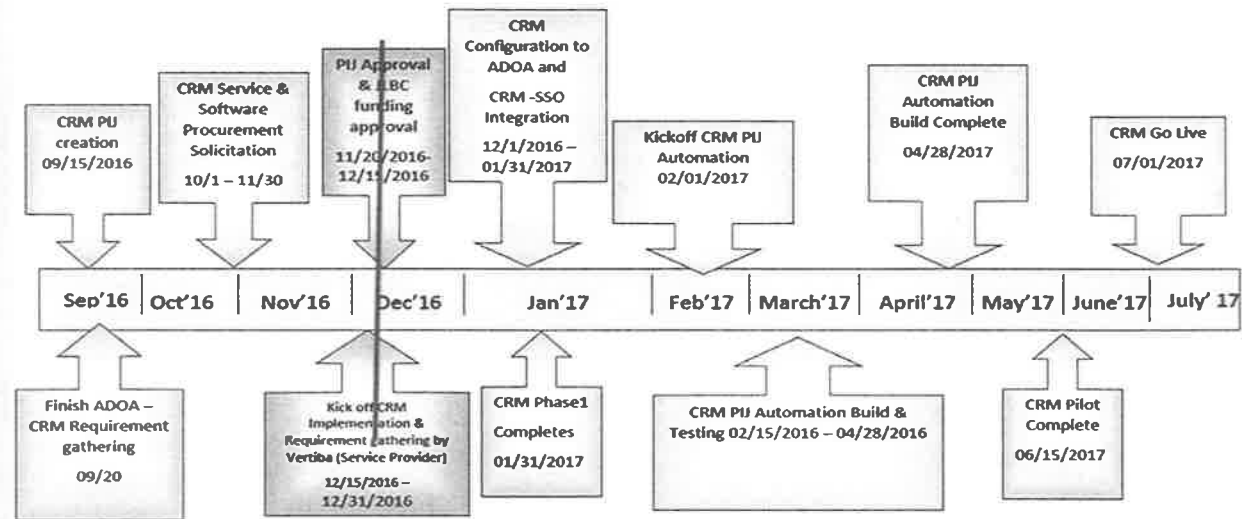 CRM PIJ
creation
09/15/2016
CRM Service &
Software
Procurement
Solicitation
10/1 – 11/30
PIJ Approval
& JLBC
funding
approval
11/20/2016-
12/15/2016
CRM
Configuration to
ADOA and
CRM -SSO
Integration
12/1/2016 –
01/31/2017
Kickoff CRM PIJ
Automation
02/01/2017
CRM PIJ
Automation
Build Complete
04/28/2017
CRM Go Live
07/01/2017
Sep'16 Oct'16 Nov'16 Dec'16 Jan'17 Feb'17 March'17 April'17 May'17 June'17 July' 17
Finish ADOA –
CRM Requirement
gathering
09/20
Kick off CRM
Implementation &
Requirement gathering by
Vertiba (Service Provider)
12/15/2016 –
12/31/2016
CRM Phase1
Completes
01/31/2017
CRM PIJ Automation Build &
Testing 02/15/2016 – 04/28/2016
CRM Pilot
Complete
06/15/2017